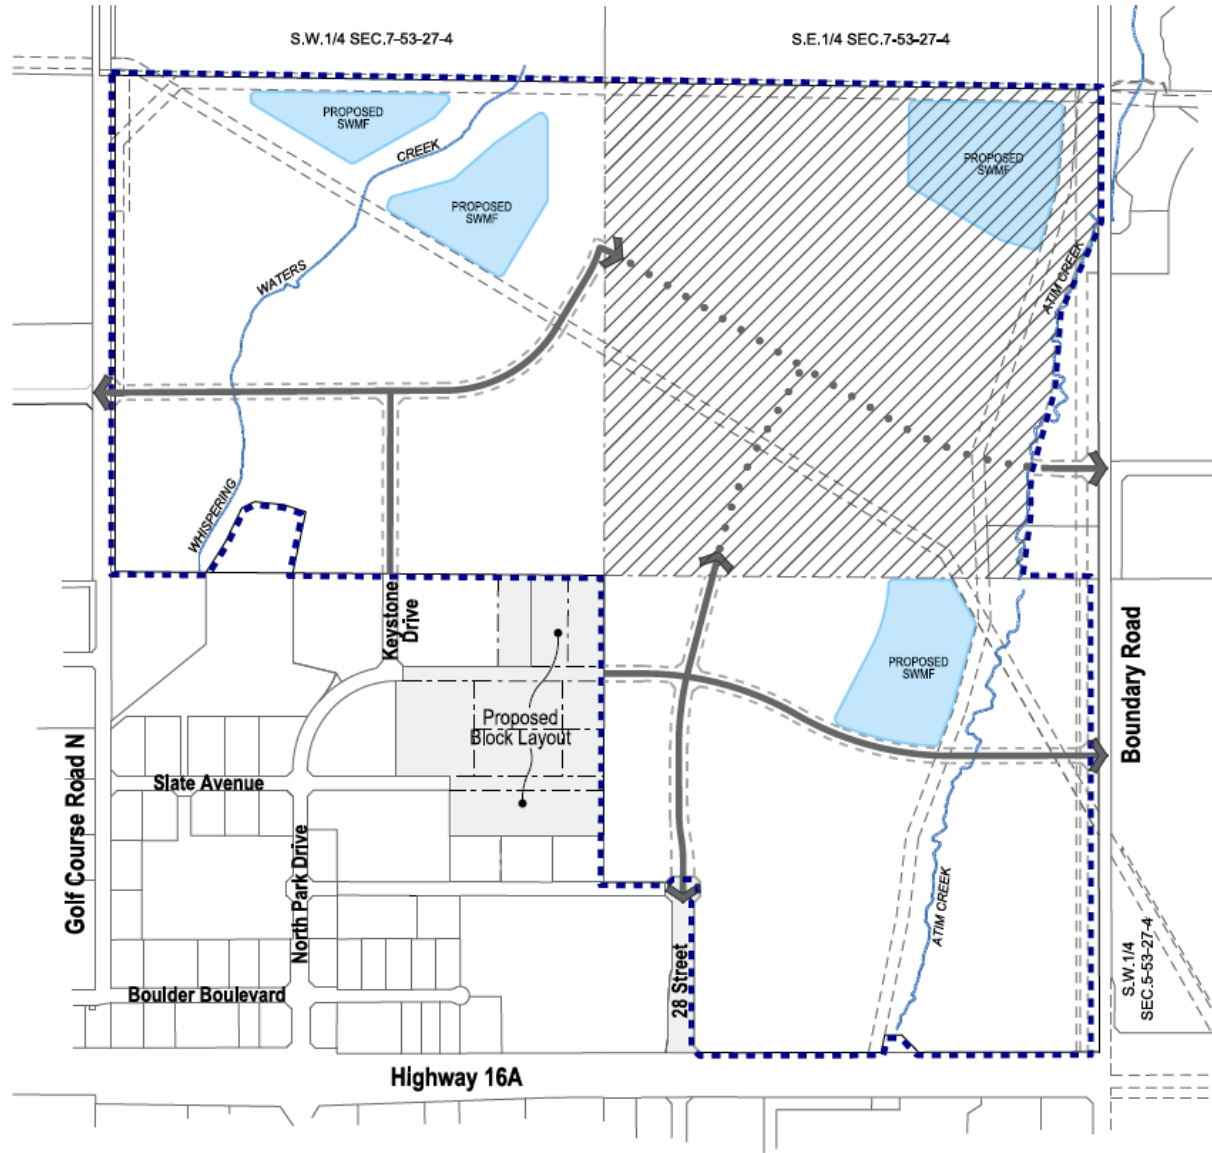 S.W.1/4 SEC.7-53-27-4
S.E.1/4 SEC.7-53-27-4
PROPOSED
SWMF
CREEK
PROPOSED
SWMF
PROPOSED
SWMF
WATERS
ATIM CREEK
WHISPERING
Keystone
Drive
PROPOSED
SWMF
Boundary Road
Proposed
Block Layout
Golf Course Road N
Slate Avenue
North Park Drive
ATIM CREEK
S.W.1/4
SEC.5-53-27-4
28 Street
Boulder Boulevard
Highway 16A